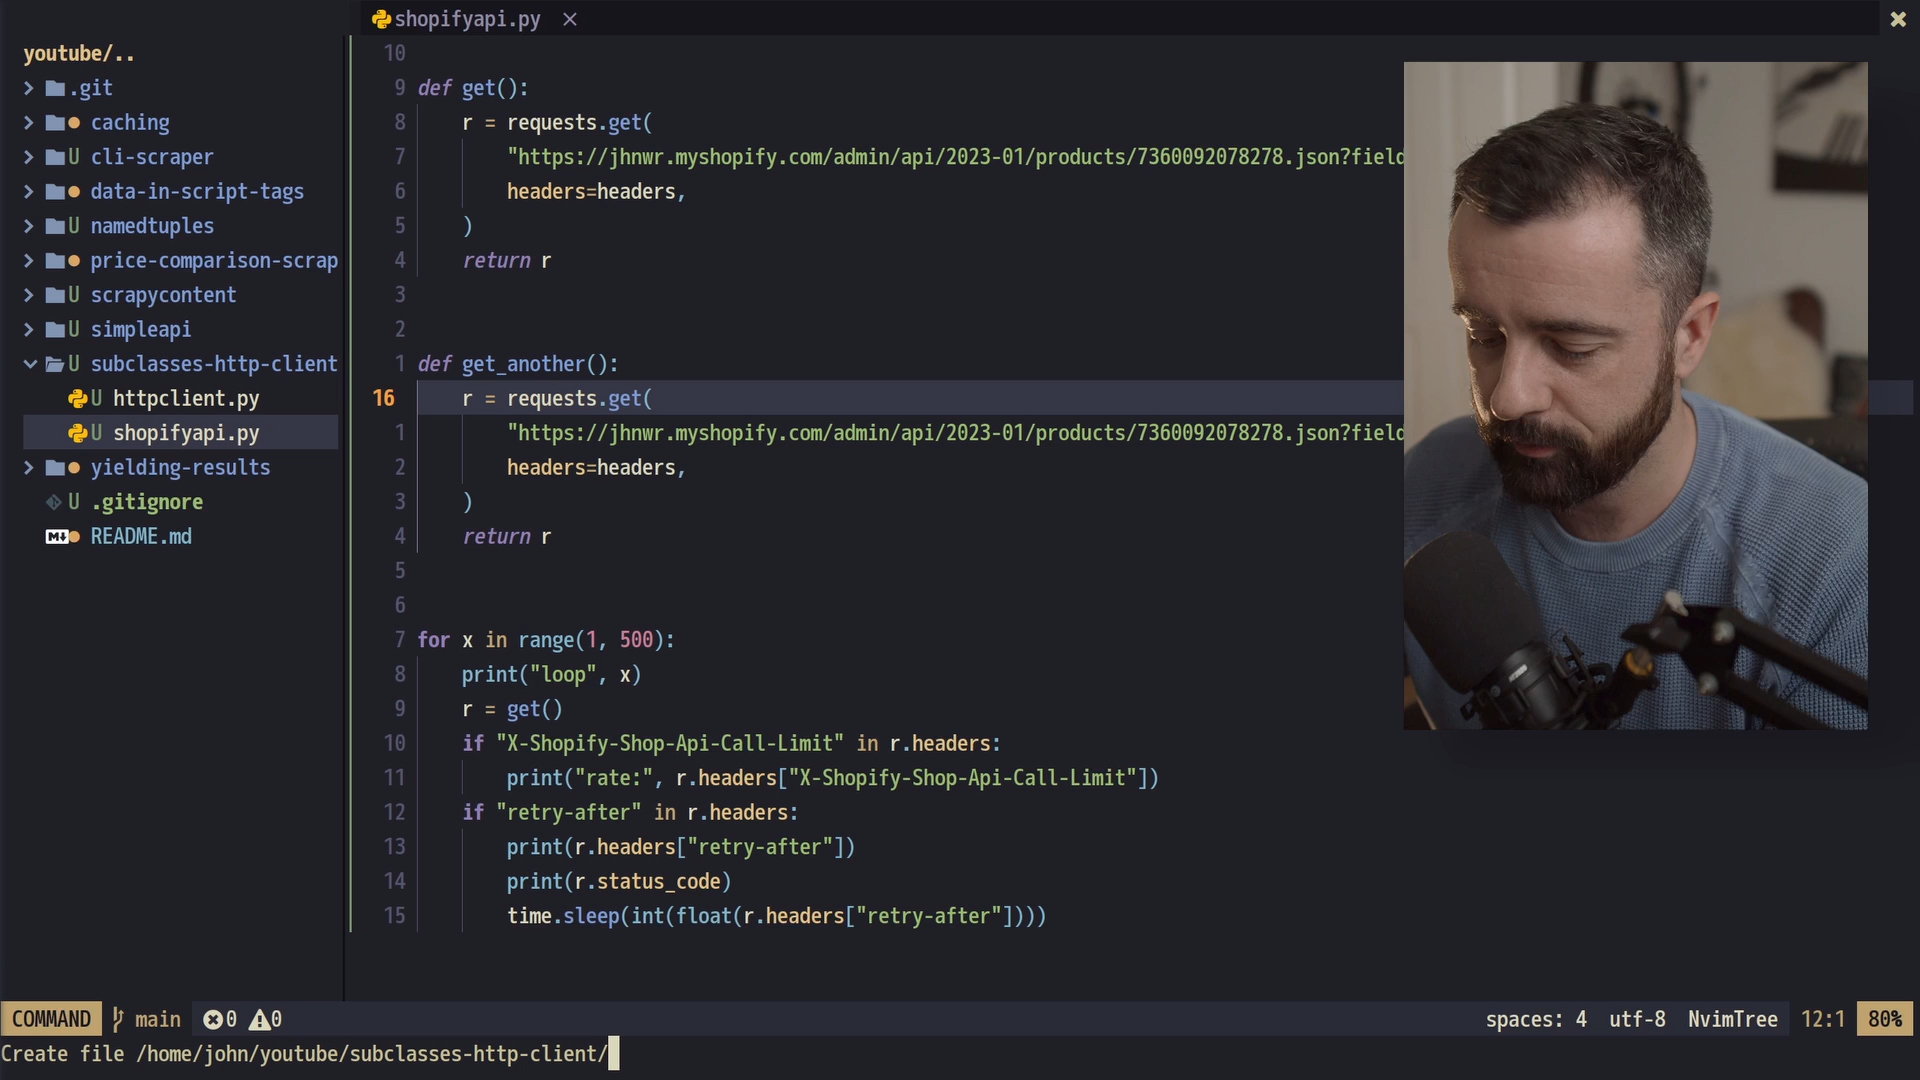 shopifyapi.py ×
youtube/..
.git
caching
U cli-scraper
data-in-script-tags
U namedtuples
price-comparison-scrap
U scrapycontent
U simpleapi
U subclasses-http-client
U httpclient.py
U shopifyapi.py
yielding-results
U .gitignore
M↓ README.md
10
9 def get():
8 r = requests.get(
7 "https://jhnwr.myshopify.com/admin/api/2023-01/products/7360092078278.json?field
6 headers=headers,
5 )
4 return r
3
2
1 def get_another():
16 r = requests.get(
1 "https://jhnwr.myshopify.com/admin/api/2023-01/products/7360092078278.json?field
2 headers=headers,
3 )
4 return r
5
6
7 for x in range(1, 500):
8 print("loop", x)
9 r = get()
10 if "X-Shopify-Shop-Api-Call-Limit" in r.headers:
11 print("rate:", r.headers["X-Shopify-Shop-Api-Call-Limit"])
12 if "retry-after" in r.headers:
13 print(r.headers["retry-after"])
14 print(r.status_code)
15 time.sleep(int(float(r.headers["retry-after"])))
COMMAND main 0 0 spaces: 4 utf-8 NvimTree 12:1 80%
Create file /home/john/youtube/subclasses-http-client/